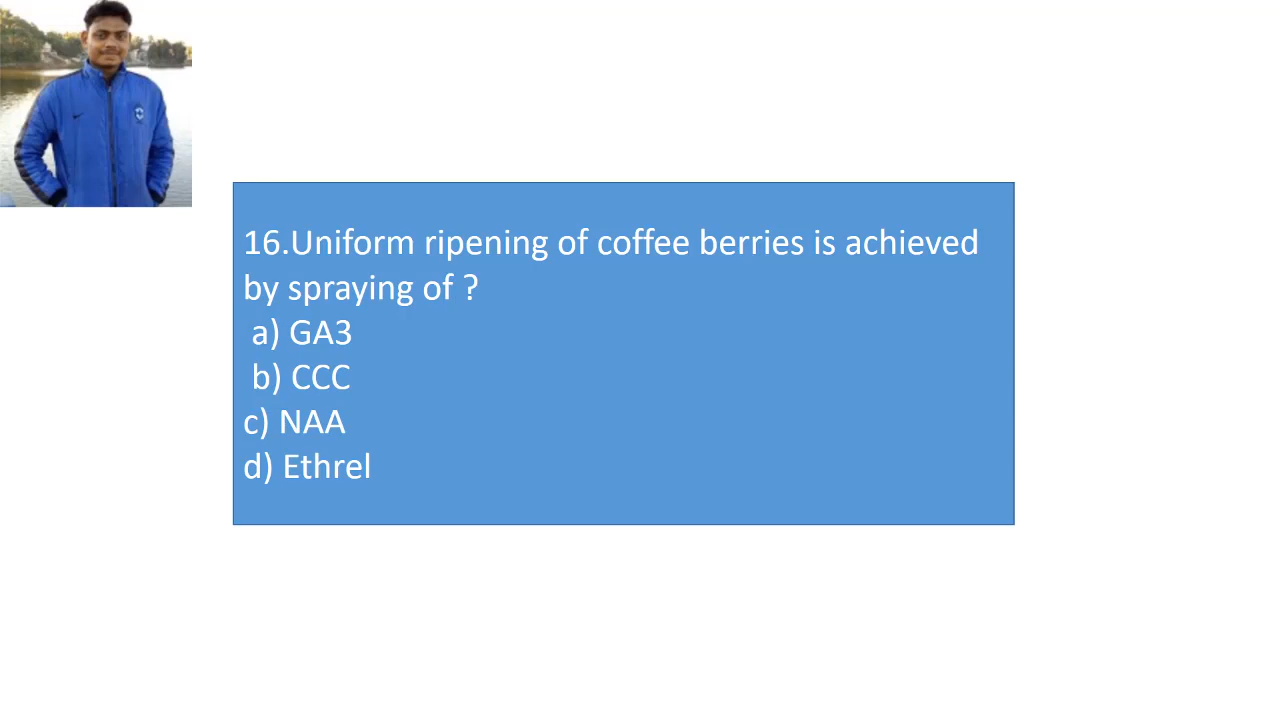 16.Uniform ripening of coffee berries is achieved
by spraying of ?
a) GA3
b) CCC
c) NAA
d) Ethrel